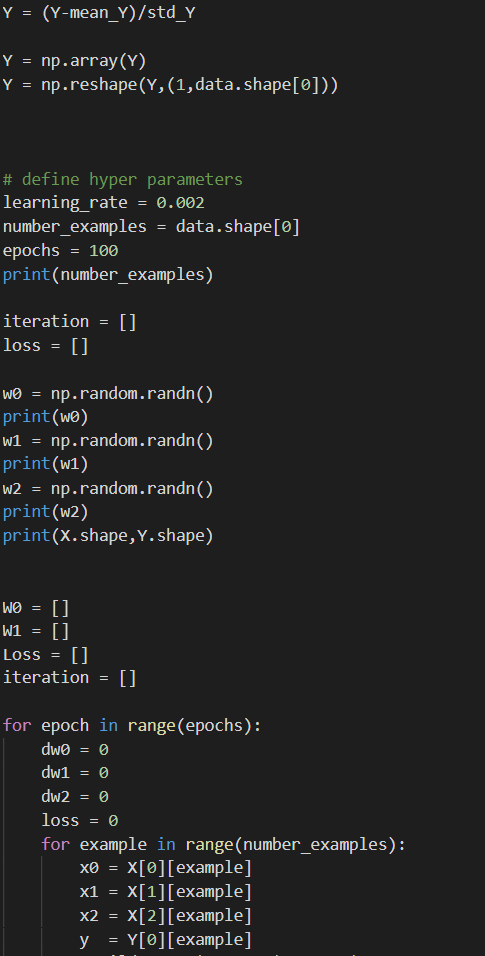 Y = (Y-mean_Y)/std_Y
Y = np.array(Y)
Y = np.reshape(Y,(1,data.shape[0]))
# define hyper parameters
learning_rate = 0.002
number_examples = data.shape[0]
epochs = 100
print(number_examples)
iteration = []
loss = []
w0 = np.random.randn()
print(w0)
w1 = np.random.randn()
print(w1)
w2 = np.random.randn()
print(w2)
print(X.shape,Y.shape)
W0 = []
W1 = []
Loss = []
iteration = []
for epoch in range(epochs):
    dw0 = 0
    dw1 = 0
    dw2 = 0
    loss = 0
    for example in range(number_examples):
        x0 = X[0][example]
        x1 = X[1][example]
        x2 = X[2][example]
        y  = Y[0][example]